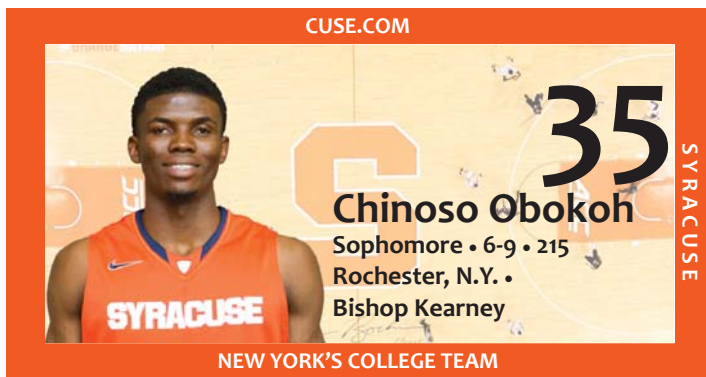 CUSE.COM
35
Chinoso Obokoh
Sophomore • 6-9 • 215
Rochester, N.Y. •
Bishop Kearney
SYRACUSE
SYRACUSE
NEW YORK'S COLLEGE TEAM